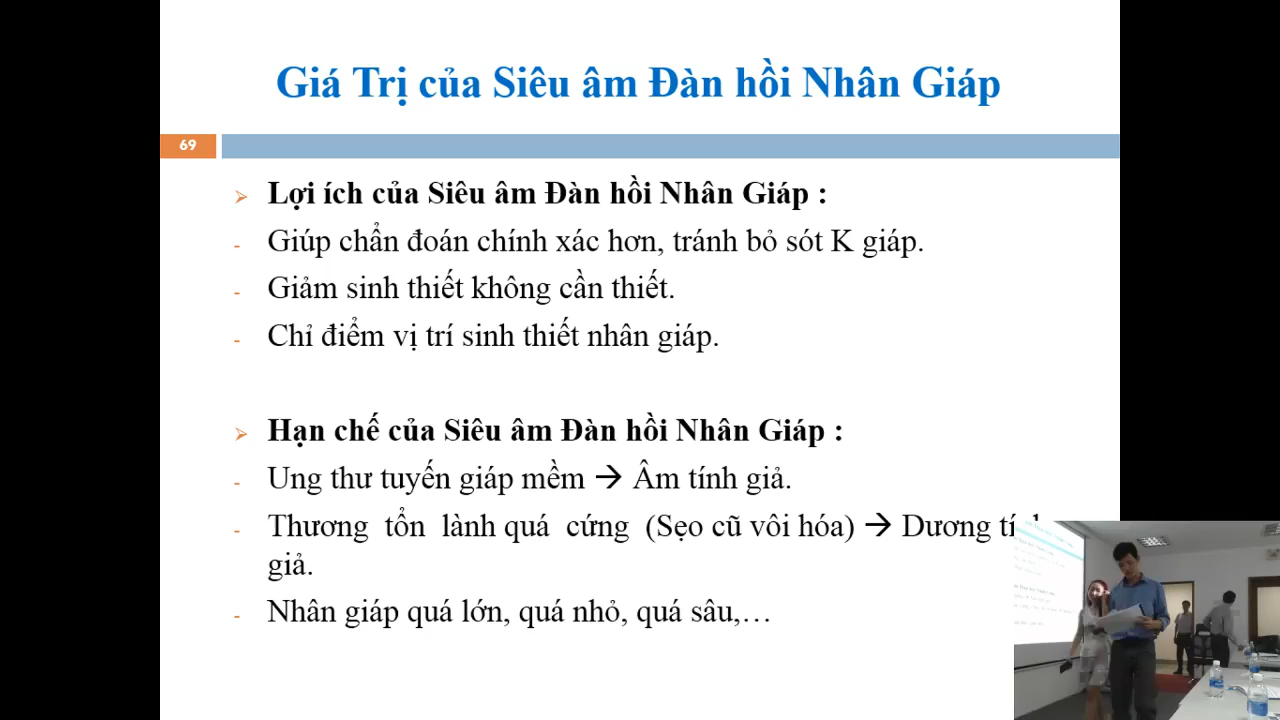 Giá Trị của Siêu âm Đàn hồi Nhân Giáp
69
Lợi ích của Siêu âm Đàn hồi Nhân Giáp :
- Giúp chẩn đoán chính xác hơn, tránh bỏ sót K giáp.
- Giảm sinh thiết không cần thiết.
- Chỉ điểm vị trí sinh thiết nhân giáp.
Hạn chế của Siêu âm Đàn hồi Nhân Giáp :
- Ung thư tuyến giáp mềm → Âm tính giả.
- Thương tổn lành quá cứng (Sẹo cũ vôi hóa) → Dương
giả.
- Nhân giáp quá lớn, quá nhỏ, quá sâu,…